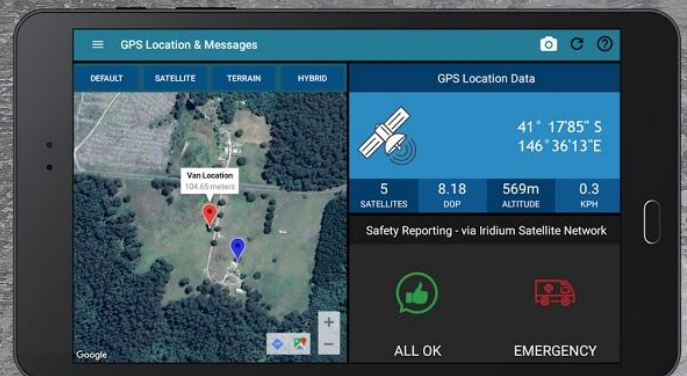 GPS Location & Messages
DEFAULT SATELLITE TERRAIN HYBRID
Van Location
104.65 meters
Google
GPS Location Data
41° 17'85" S
146°36'13"E
5 8.18 569m 0.3
SATELLITES DOP ALTITUDE KPH
Safety Reporting - via Iridium Satellite Network
ALL OK EMERGENCY